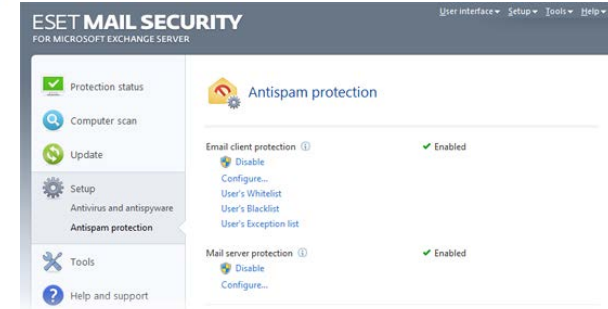 ESET MAIL SECURITY
FOR MICROSOFT EXCHANGE SERVER
User interface Setup Tools Help
Protection status
Computer scan
Update
Setup
Antivirus and antispyware
Antispam protection
Tools
Help and support
Antispam protection
Email client protection Enabled
Disable
Configure...
User's Whitelist
User's Blacklist
User's Exception list
Mail server protection Enabled
Disable
Configure...